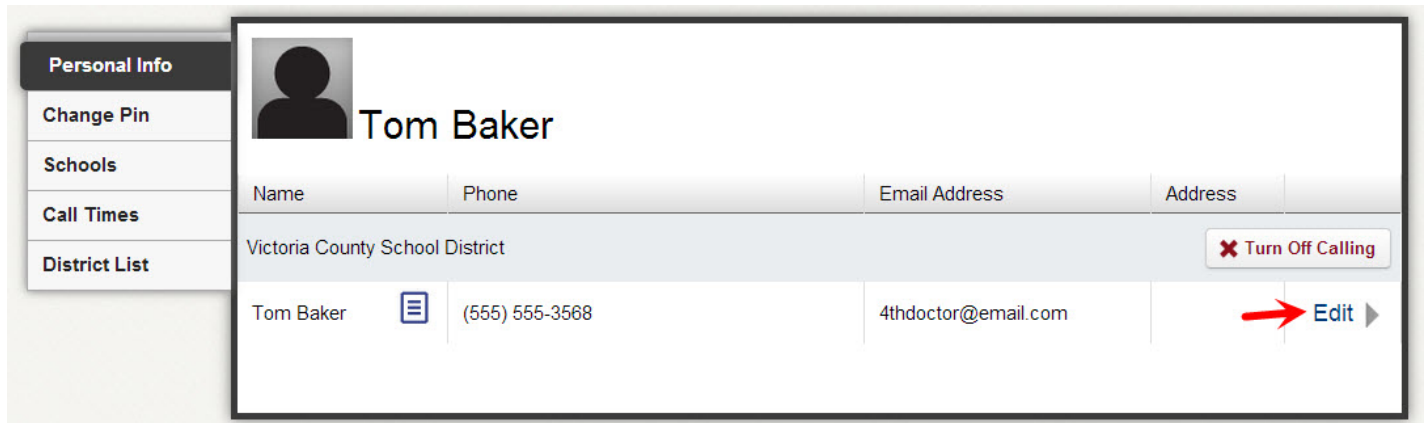 Personal Info
Change Pin
Schools
Call Times
District List
Tom Baker
Name Phone Email Address Address
Victoria County School District Turn Off Calling
Tom Baker (555) 555-3568 4thdoctor@email.com Edit